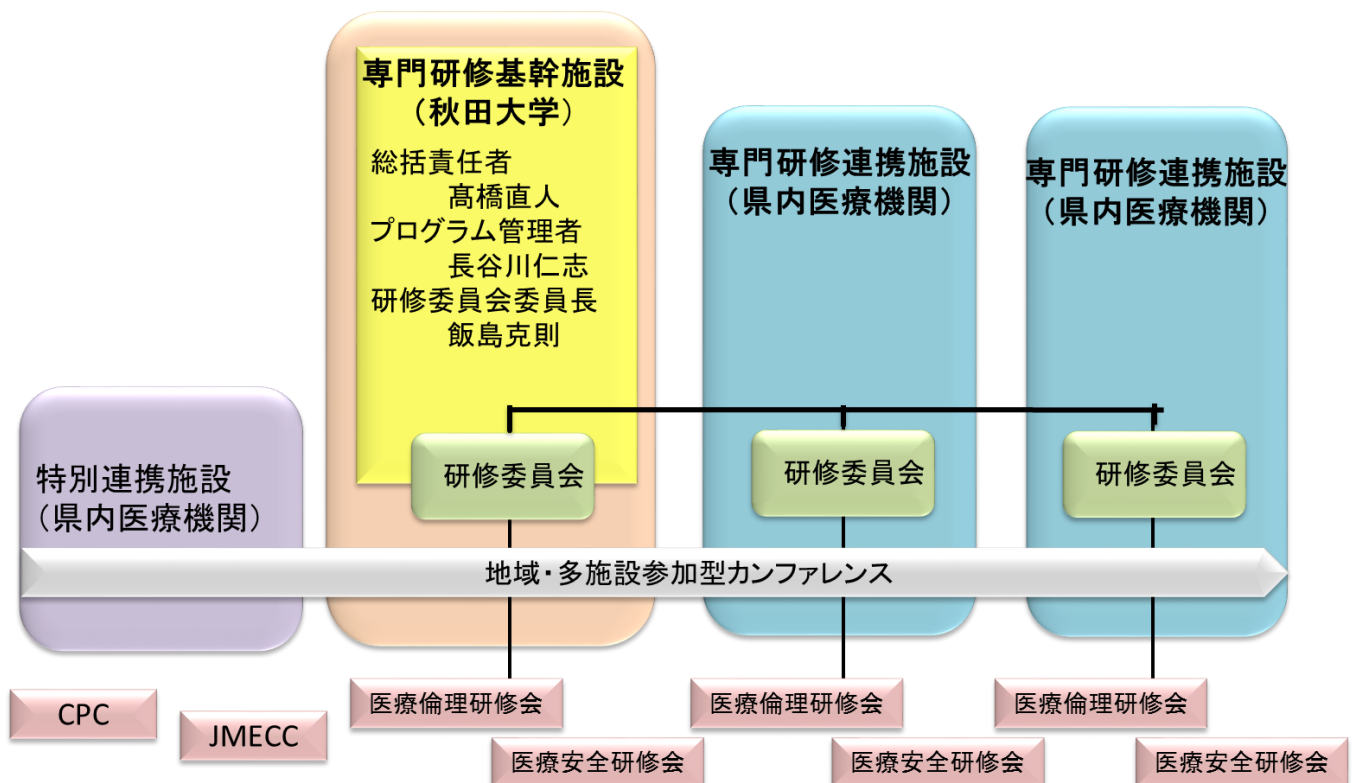 専門研修基幹施設
（秋田大学）
総括責任者
髙橋直人
プログラム管理者
長谷川仁志
研修委員会委員長
飯島克則
専門研修連携施設
（県内医療機関）
専門研修連携施設
（県内医療機関）
特別連携施設
（県内医療機関）
研修委員会
研修委員会
研修委員会
地域・多施設参加型カンファレンス
CPC
JMECC
医療倫理研修会
医療安全研修会
医療倫理研修会
医療安全研修会
医療倫理研修会
医療安全研修会